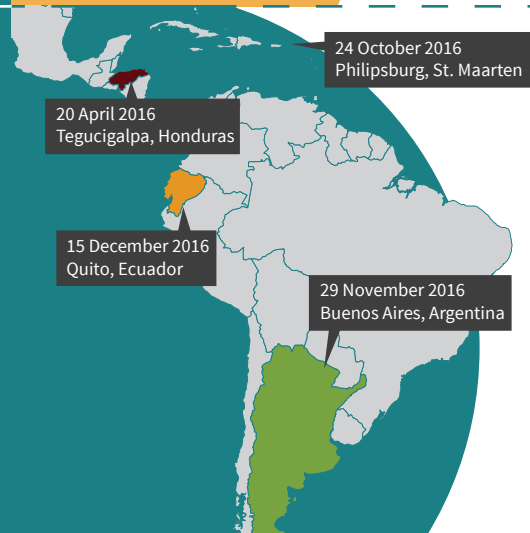 24 October 2016
Philipsburg, St. Maarten
20 April 2016
Tegucigalpa, Honduras
15 December 2016
Quito, Ecuador
29 November 2016
Buenos Aires, Argentina